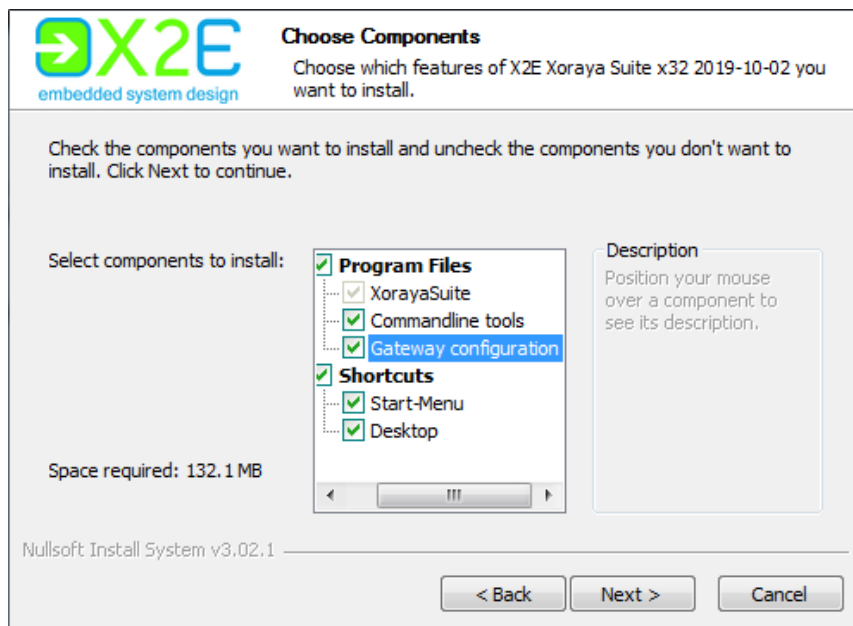 X2E
embedded system design
Choose Components
Choose which features of X2E Xoraya Suite x32 2019-10-02 you
want to install.
Check the components you want to install and uncheck the components you don't want to
install. Click Next to continue.
Select components to install:
Program Files
XorayaSuite
Commandline tools
Gateway configuration
Shortcuts
Start-Menu
Desktop
Description
Position your mouse
over a component to
see its description.
Space required: 132.1 MB
Nullsoft Install System v3.02.1
< Back
Next >
Cancel